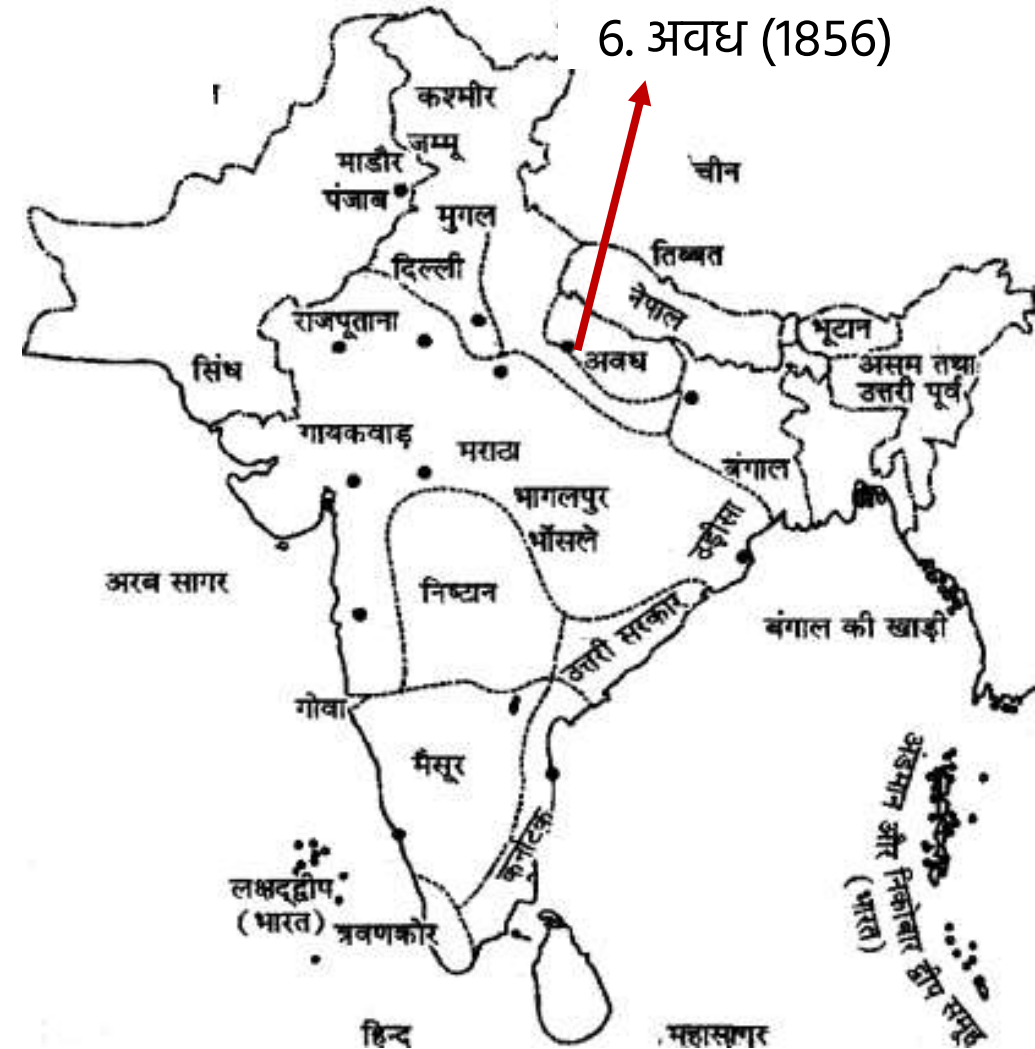 6. अवध (1856)
कश्मीर
जम्मू
माडौर
पंजाब
चीन
मुगल
दिल्ली
तिब्बत
नेपाल
भूटान
राजपूताना
अवध
असम तथा
उत्तरी पूर्व
सिंध
गायकवाड़
मराठा
बंगाल
भागलपुर
भोंसले
उड़ीसा
अरब सागर
निष्टान
उत्तरी सरकार
बंगाल की खाड़ी
गोवा
मैसूर
कर्नाटक
अंडमान और निकोबार द्वीप समूह
(भारत)
लक्षद्द्वीप
(भारत)
त्रवणकोर
हिन्द महासागर